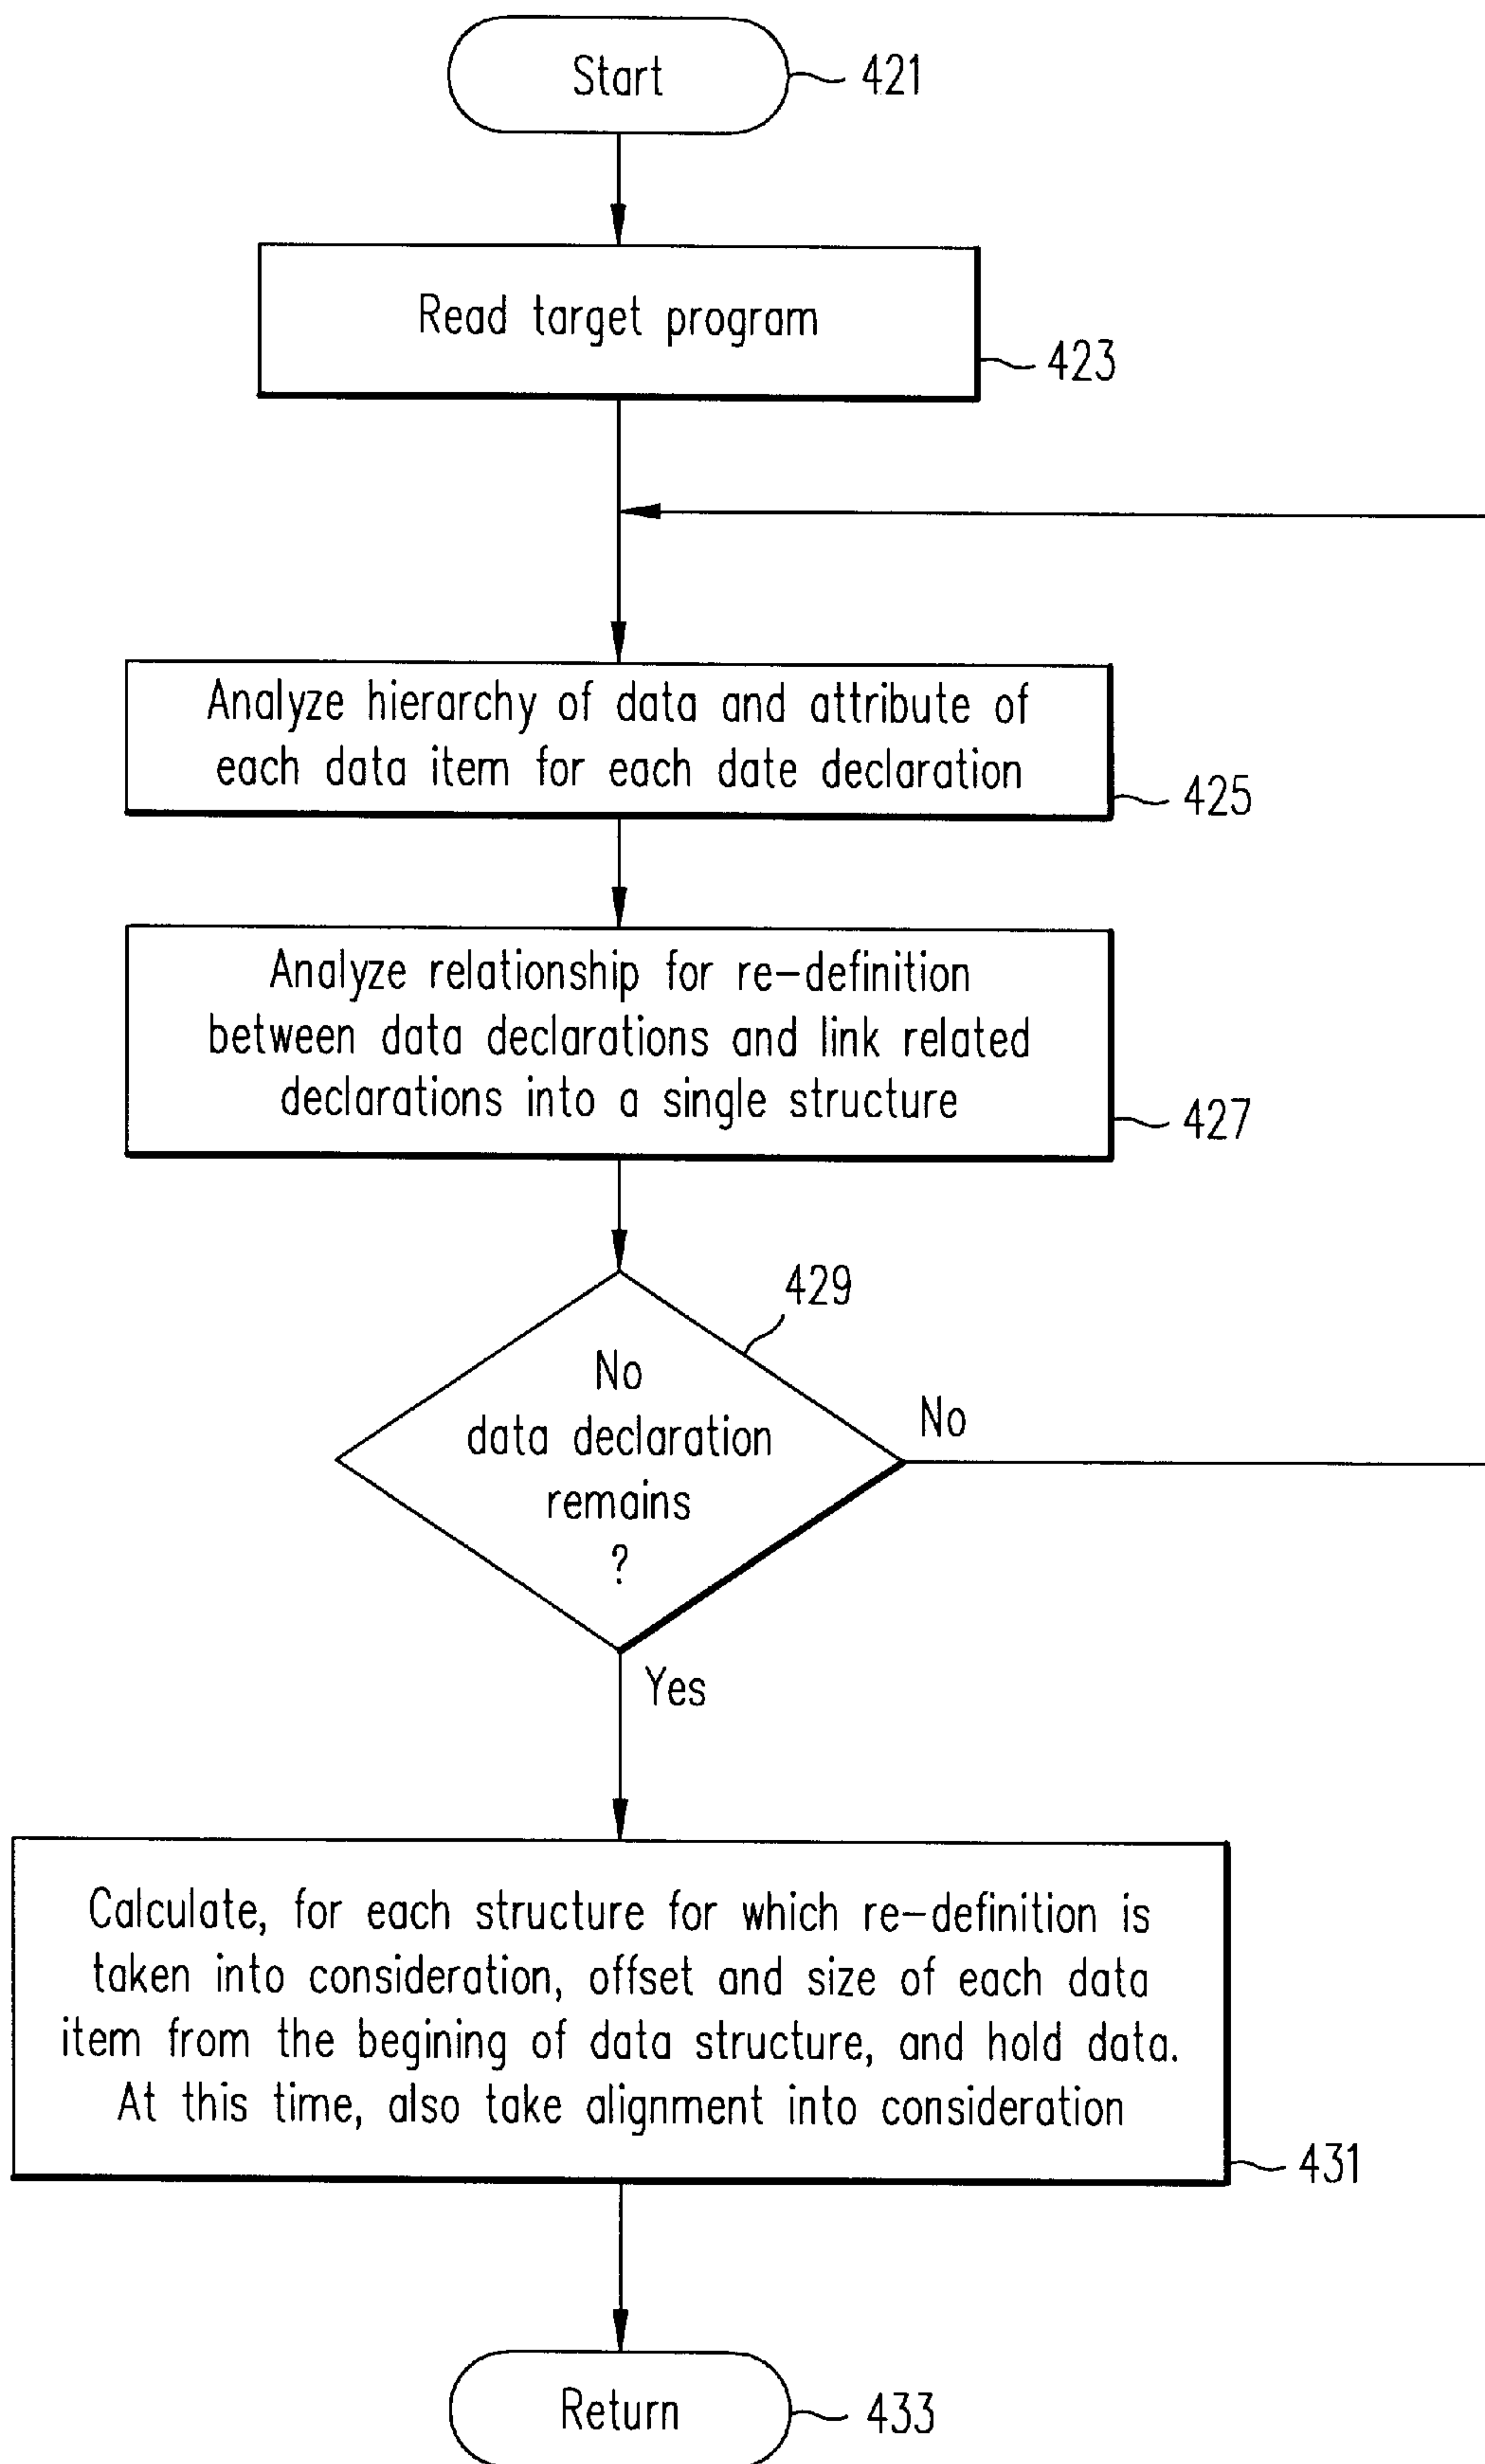 Start
421
Read target program
423
Analyze hierarchy of data and attribute of
each data item for each date declaration
425
Analyze relationship for re-definition
between data declarations and link related
declarations into a single structure
427
429
No
data declaration
remains
?
No
Yes
Calculate, for each structure for which re-definition is
taken into consideration, offset and size of each data
item from the begining of data structure, and hold data.
At this time, also take alignment into consideration
431
Return
433